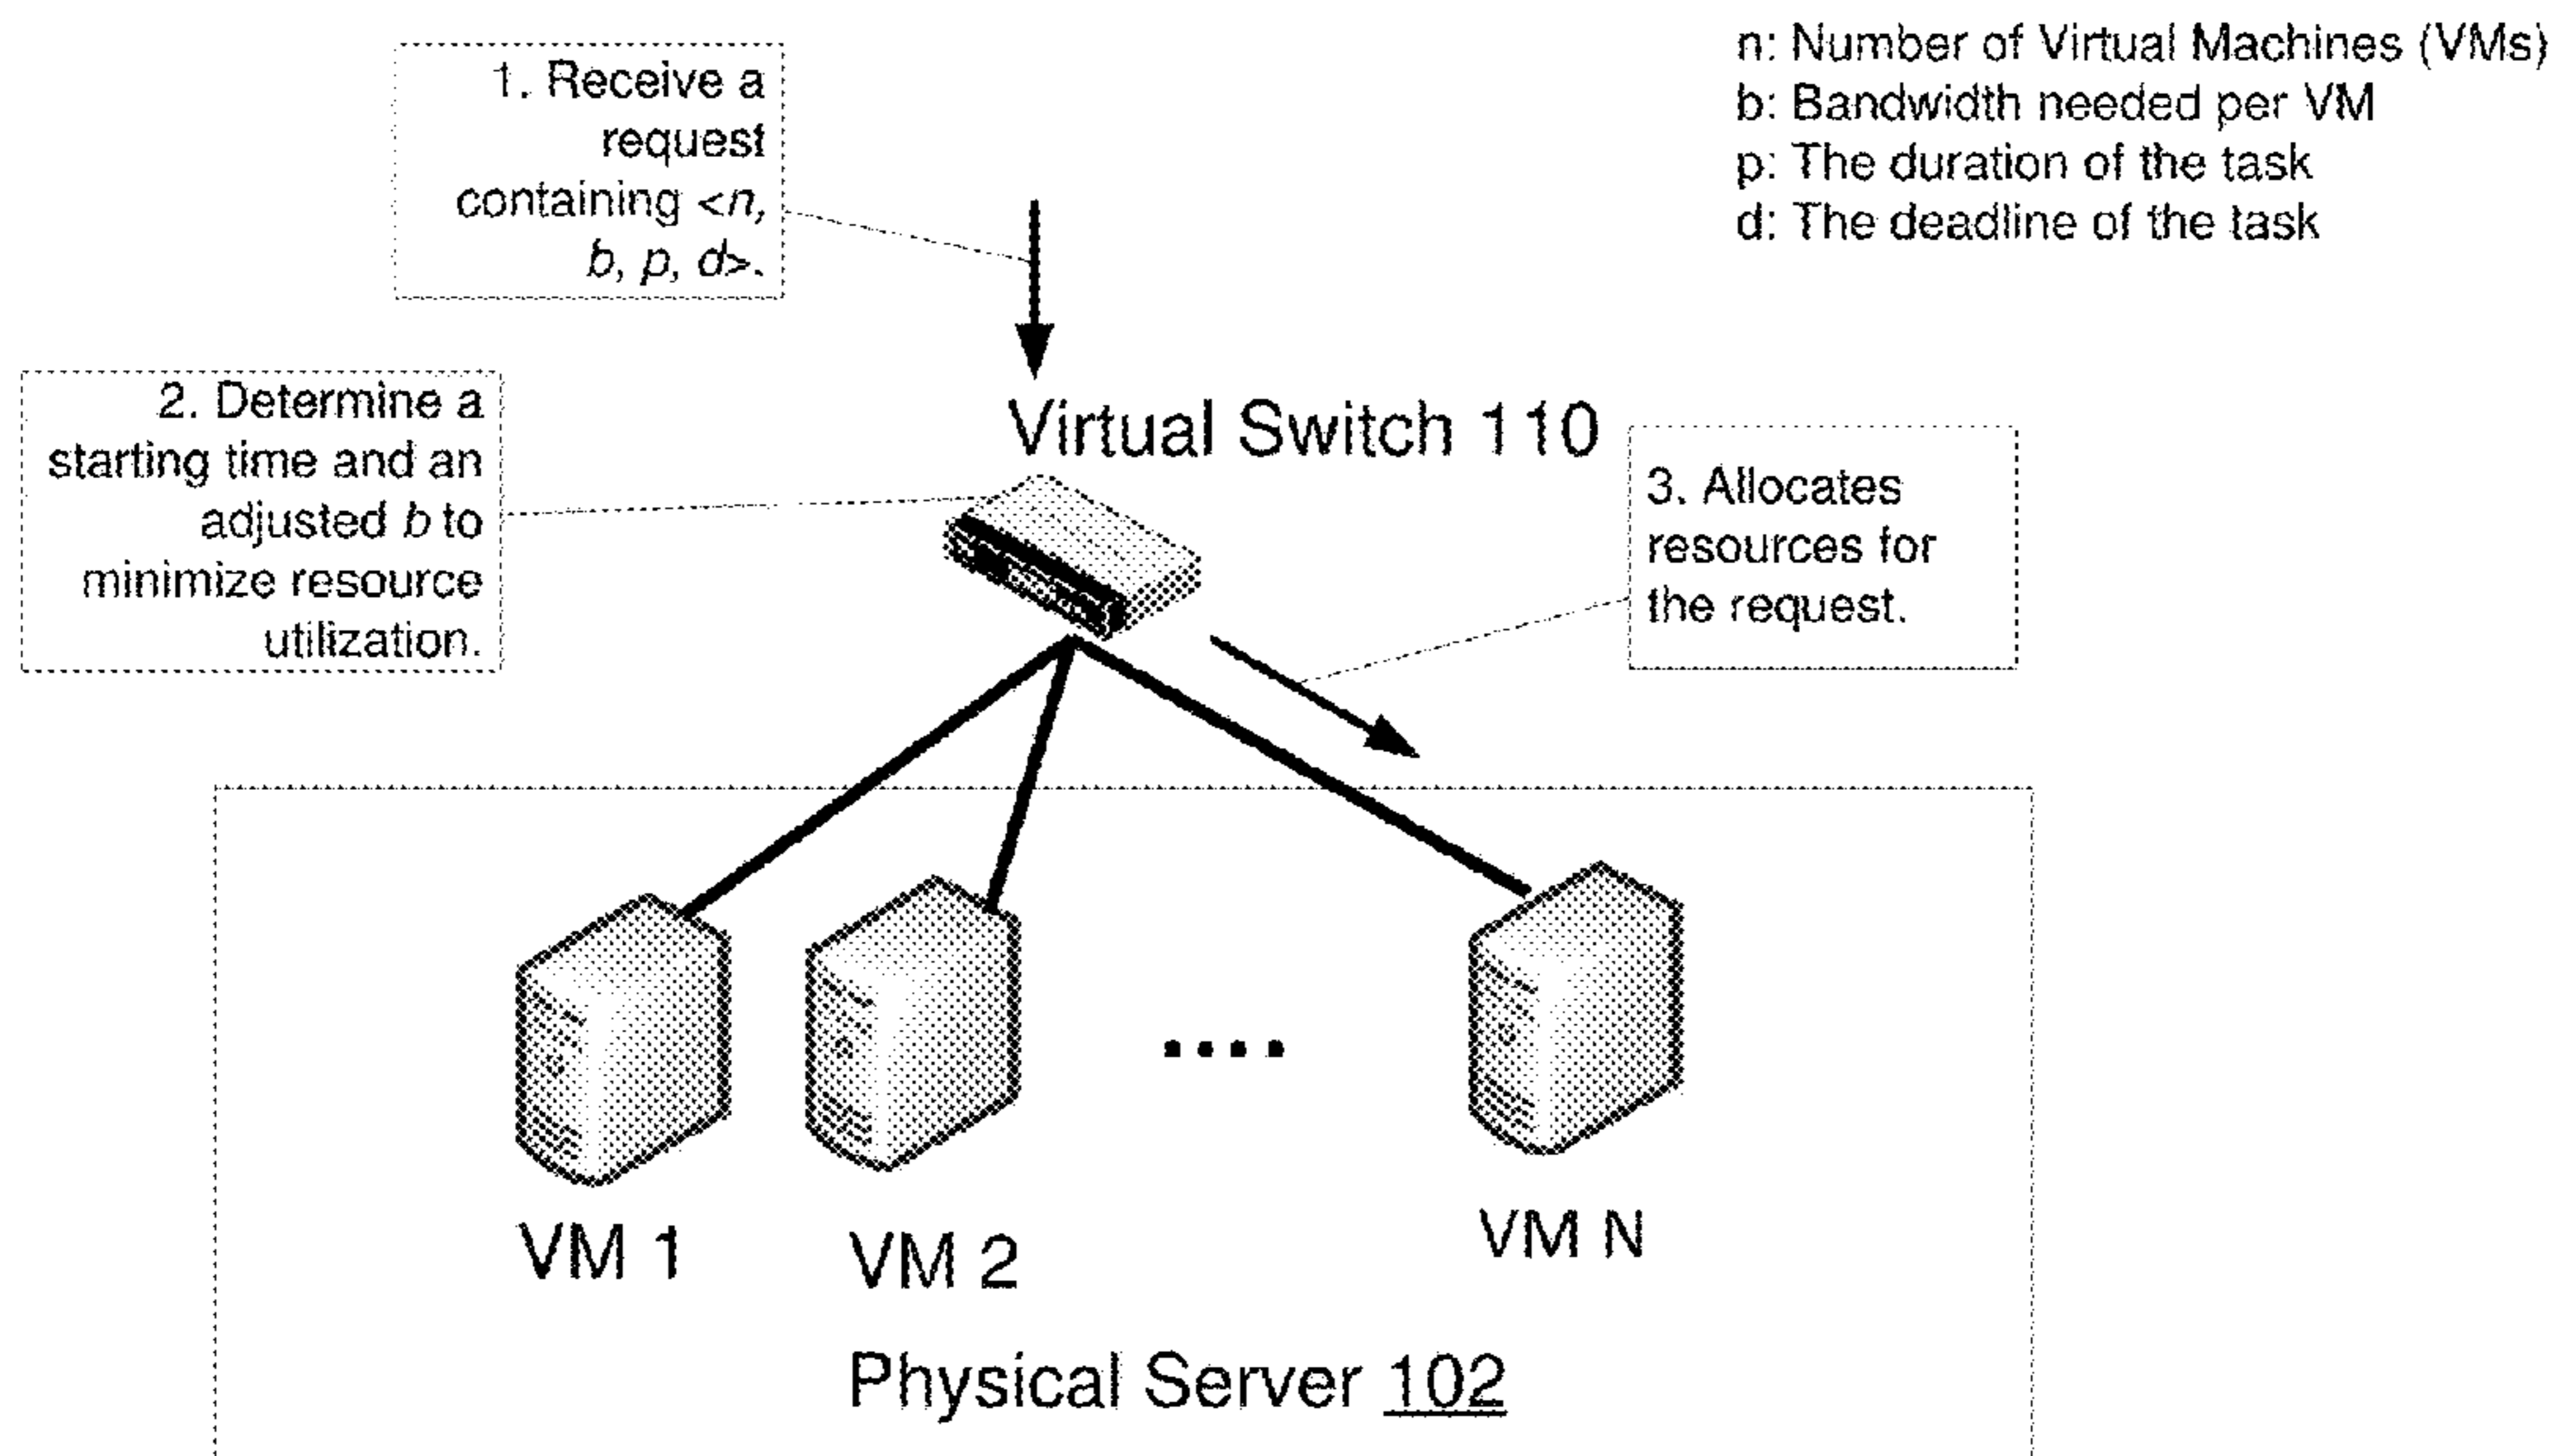 n: Number of Virtual Machines (VMs)
b: Bandwidth needed per VM
p: The duration of the task
d: The deadline of the task
1. Receive a
request
containing <n,
b, p, d>.
2. Determine a
starting time and an
adjusted b to
minimize resource
utilization.
Virtual Switch 110
3. Allocates
resources for
the request.
VM 1
VM 2
....
VM N
Physical Server 102